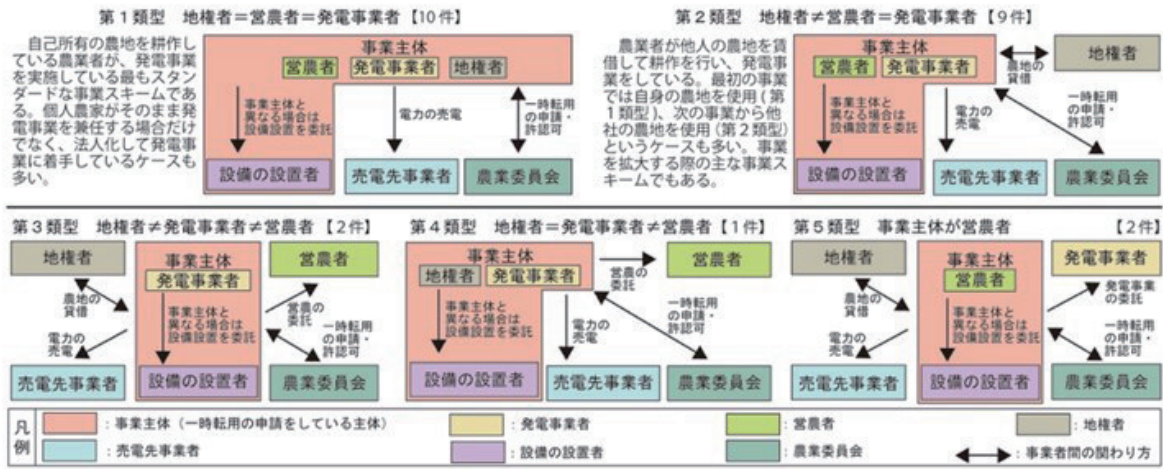 第1類型 地権者＝営農者＝発電事業者【10件】
自己所有の農地を耕作し
ている農業者が、発電事業
を実施している最もスタン
ダードな事業スキームであ
る。個人農家がそのまま発
電事業を兼任する場合だけ
でなく、法人化して発電事
業に着手しているケースも
多い。
事業主体
営農者
発電事業者
地権者
事業主体と
異なる場合は
設備設置を委託
電力の売電
一時転用
の申請・
許認可
設備の設置者
売電先事業者
農業委員会
第2類型 地権者≠営農者＝発電事業者【9件】
農業者が他人の農地を賃
借して耕作を行い、発電事
業をしている。最初の事業
では自身の農地を使用(第
1類型)、次の事業から他
社の農地を使用(第2類型)
というケースも多い。事業
を拡大する際の主な事業ス
キームでもある。
事業主体
営農者
発電事業者
農地の
貸借
地権者
事業主体と
異なる場合は
設備設置を委託
電力の
売電
一時転用
の申請・
許認可
設備の設置者
売電先事業者
農業委員会
第3類型 地権者≠発電事業者≠営農者【2件】
地権者
事業主体
発電事業者
営農者
農地の
貸借
事業主体と
異なる場合は
設備設置を委託
営農の
委託
電力の
売電
一時転用
の申請・
許認可
売電先事業者
設備の設置者
農業委員会
第4類型 地権者＝発電事業者≠営農者【1件】
事業主体
地権者
発電事業者
営農の
委託
営農者
事業主体と
異なる場合は
設備設置を委託
電力の
売電
一時転用
の申請・
許認可
設備の設置者
売電先事業者
農業委員会
第5類型 事業主体が営農者 【2件】
地権者
事業主体
営農者
発電事業者
農地の
貸借
事業主体と
異なる場合は
設備設置を委託
発電事業
の委託
電力の
売電
一時転用
の申請・
許認可
売電先事業者
設備の設置者
農業委員会
凡例
：事業主体（一時転用の申請をしている主体）
：発電事業者
：営農者
：地権者
：売電先事業者
：設備の設置者
：農業委員会
：事業者間の関わり方